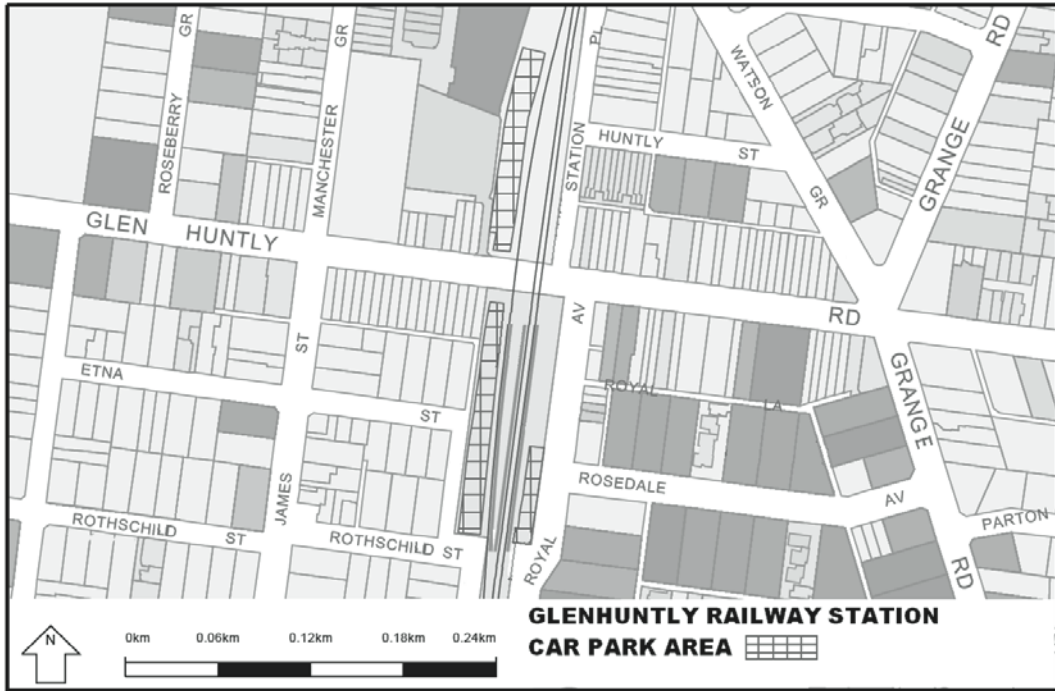 GR
GR
PL
RD
ROSEBERRY
MANCHESTER
STATION
HUNTLY ST
WATSON
GR
GRANGE
GLEN HUNTLY
RD
AV
ST
ETNA
ST
ROYAL LA
GRANGE
JAMES
ROSEDALE
AV
ROTHSCHILD ST
ROTHSCHILD ST
ROYAL
PARTON
RD
N
0km 0.06km 0.12km 0.18km 0.24km
GLENHUNTLY RAILWAY STATION
CAR PARK AREA